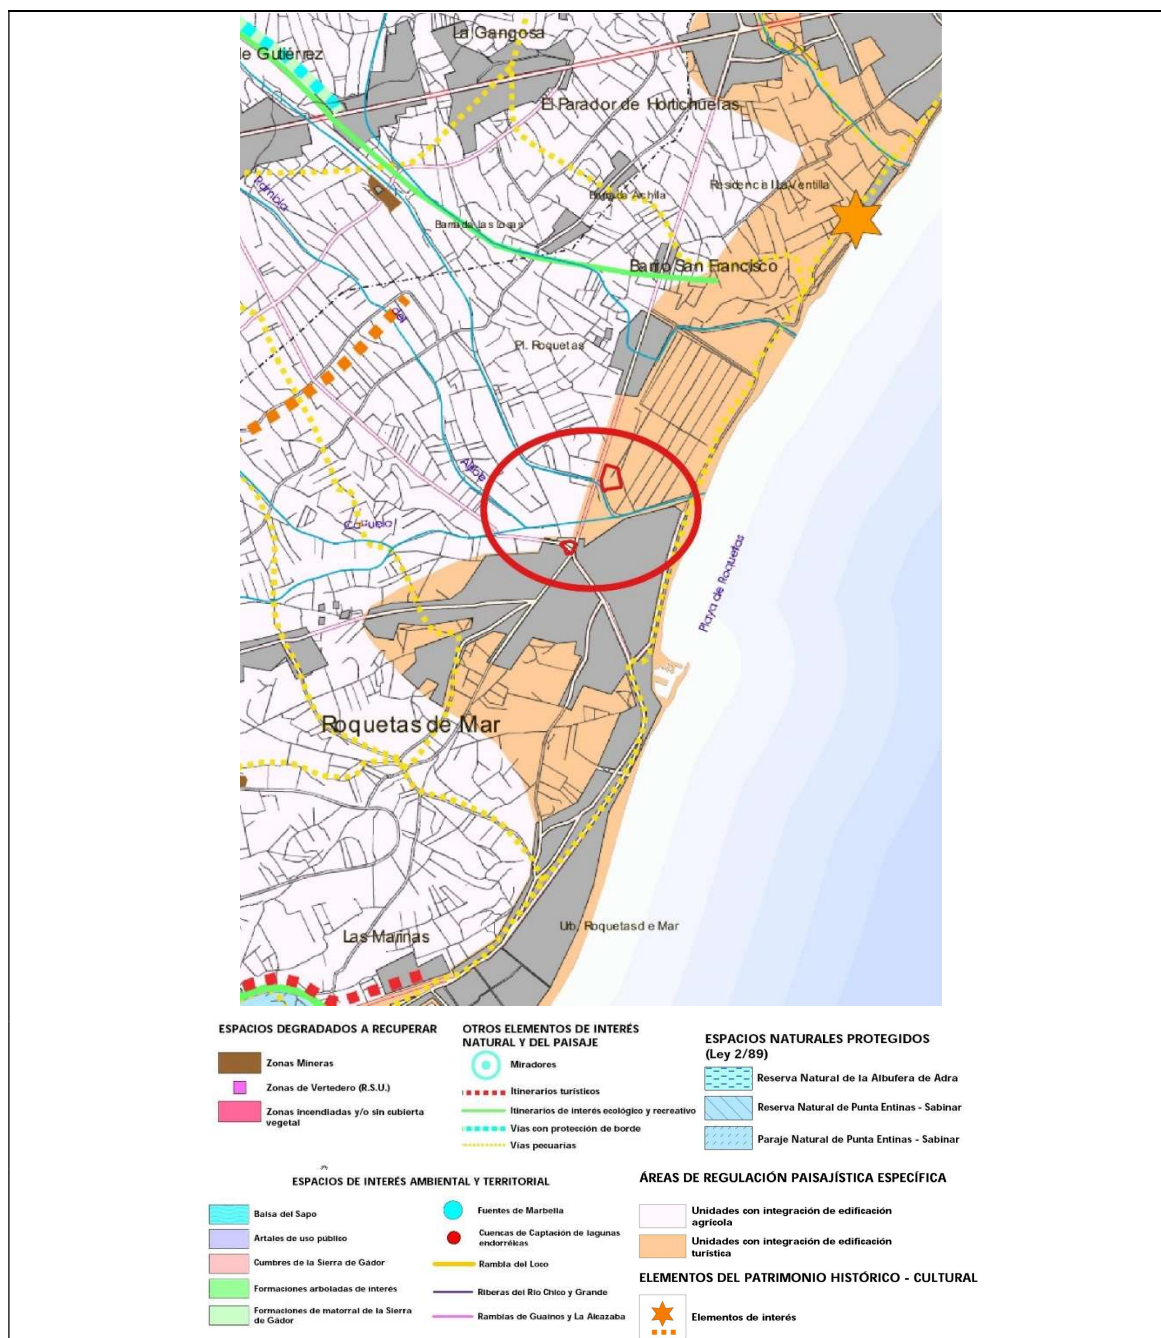 La Gangosa
e Gutiérrez
El Parador de Hortichuelas
Residencial La Ventilla
Rambla
Barrio San Francisco
del
Pl. Roquetas
Cañuelo
Playa de Roquetas
Roquetas de Mar
Ub. Roquetas de Mar
Las Marinas
ESPACIOS DEGRADADOS A RECUPERAR
Zonas Mineras
Zonas de Vertedero (R.S.U.)
Zonas incendiadas y/o sin cubierta
vegetal
OTROS ELEMENTOS DE INTERÉS
NATURAL Y DEL PAISAJE
Miradores
Itinerarios turísticos
Itinerarios de interés ecológico y recreativo
Vías con protección de borde
Vías pecuarias
ESPACIOS NATURALES PROTEGIDOS
(Ley 2/89)
Reserva Natural de la Albufera de Adra
Reserva Natural de Punta Entinas - Sabinar
Paraje Natural de Punta Entinas - Sabinar
ESPACIOS DE INTERÉS AMBIENTAL Y TERRITORIAL
Balsa del Sapo
Artales de uso público
Cumbres de la Sierra de Gádor
Formaciones arboladas de interés
Formaciones de matorral de la Sierra
de Gádor
Fuentes de Marbella
Cuencas de Captación de lagunas
endorréicas
Rambla del Loco
Riberas del Río Chico y Grande
Ramblas de Guainos y La Alcazaba
ÁREAS DE REGULACIÓN PAISAJÍSTICA ESPECÍFICA
Unidades con integración de edificación
agrícola
Unidades con integración de edificación
turística
ELEMENTOS DEL PATRIMONIO HISTÓRICO - CULTURAL
Elementos de interés